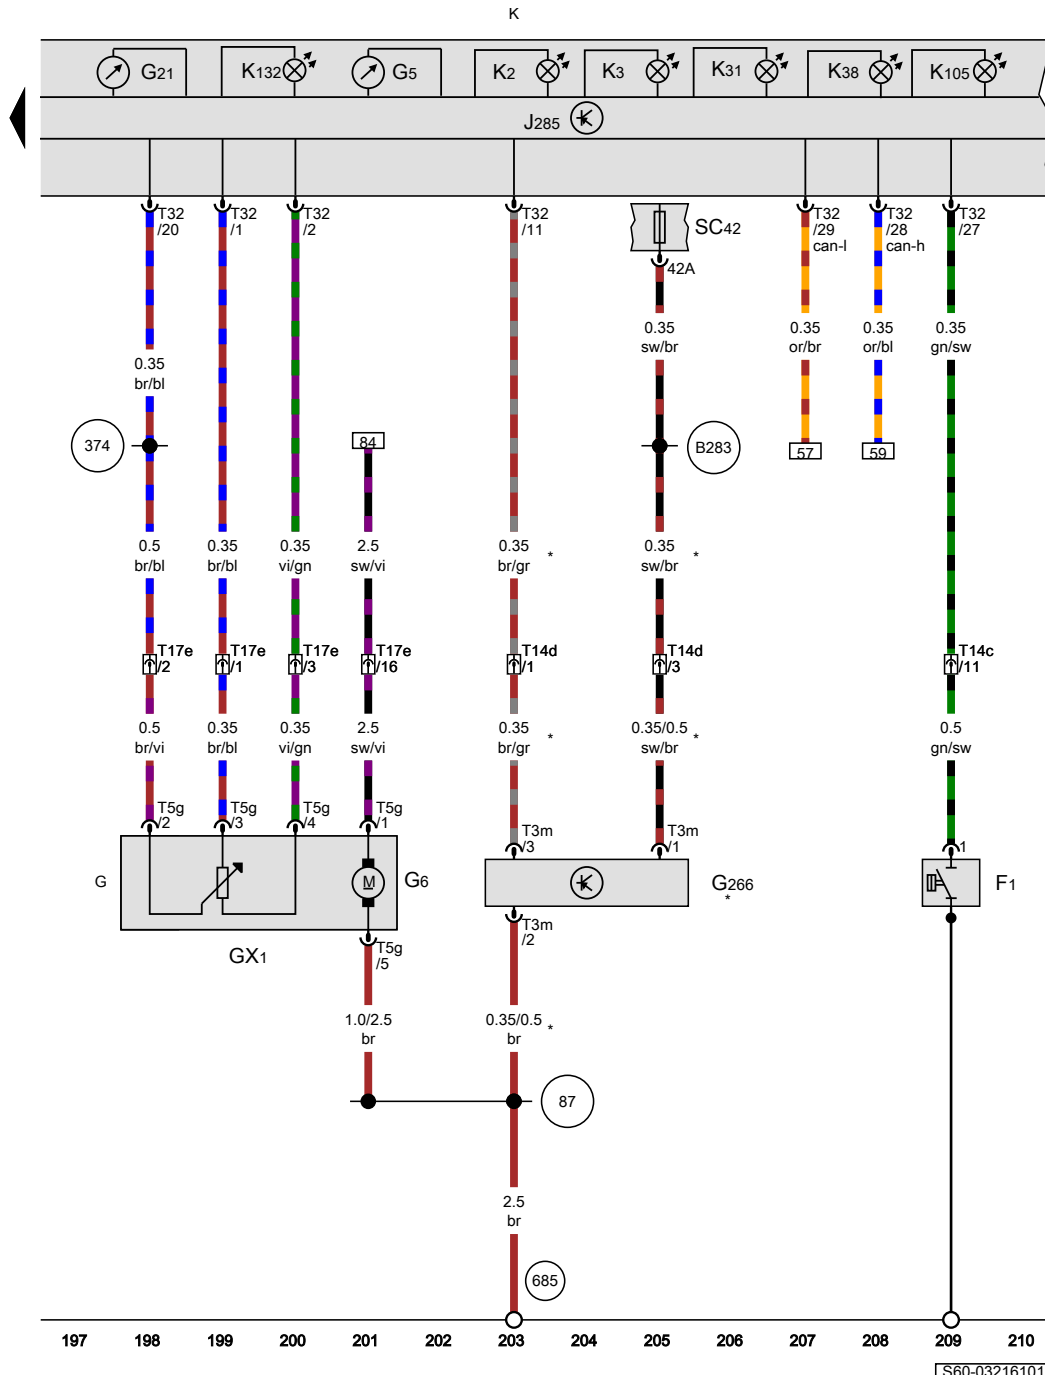 K
G21 K132 G5 K2 K3 K31 K38 K105
J285
T32 T32 T32 T32 SC42 T32 T32 T32
/20 /1 /2 /11 /29 /28 /27
can-l can-h
42A
0.35 0.35 0.35 0.35
sw/br or/br or/bl gn/sw
0.35
br/bl
374 84 B283 57 59
0.5 0.35 0.35 2.5 0.35 0.35
br/bl br/bl vi/gn sw/vi br/gr * sw/br *
T17e T17e T17e T17e T14d T14d T14c
/2 /1 /3 /16 /1 /3 /11
0.5 0.35 0.35 2.5 0.35 0.35/0.5 0.5
br/vi br/bl vi/gn sw/vi br/gr * sw/br * gn/sw
T5g T5g T5g T5g T3m T3m
/2 /3 /4 /1 /3 /1 1
G M G6 G266 F1
*
T3m
/2
GX1 T5g
/5
1.0/2.5 0.35/0.5 *
br br
87
2.5
br
685
197 198 199 200 201 202 203 204 205 206 207 208 209 210
S60-03216101